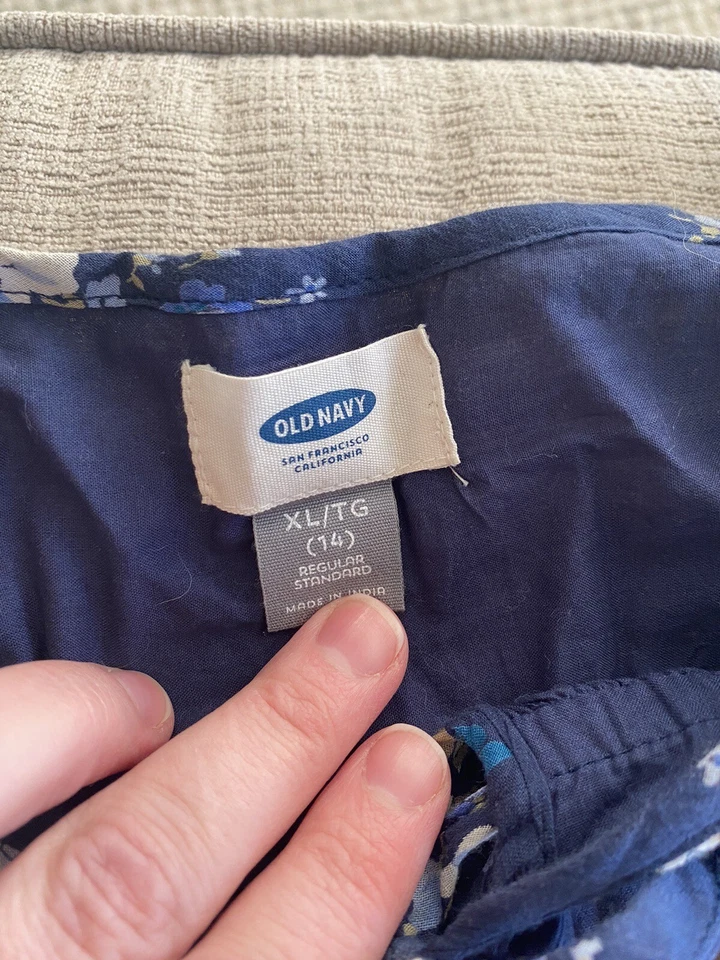 OLD NAVY
SAN FRANCISCO
CALIFORNIA
XL/TG
(14)
REGULAR
STANDARD
MADE IN INDIA